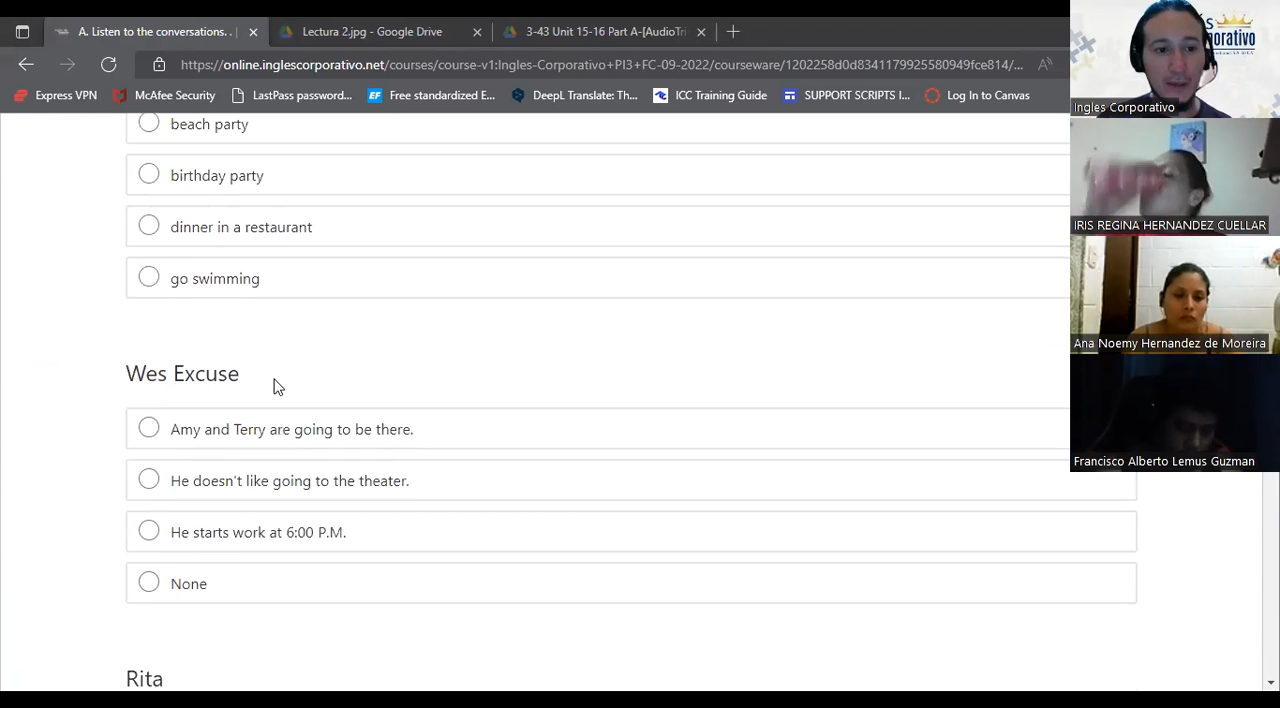 A. Listen to the conversations. .
Lectura 2.jpg - Google Drive
3-43 Unit 15-16 Part A-[AudioTri
https://online.inglescorporativo.net/courses/course-v1:Ingles_Corporativo+PI3+FC-09-2022/courseware/1202258d0d8341179925580949fce814/...
Express VPN
McAfee Security
LastPass password...
Free standardized E...
DeepL Translate: Th...
ICC Training Guide
SUPPORT SCRIPTS I...
Log In to Canvas
beach party
birthday party
dinner in a restaurant
go swimming
Wes Excuse
Amy and Terry are going to be there.
He doesn't like going to the theater.
He starts work at 6:00 P.M.
None
Rita
Ingles Corporativo
IRIS REGINA HERNANDEZ CUELLAR
Ana Noemy Hernandez de Moreira
Francisco Alberto Lemus Guzman